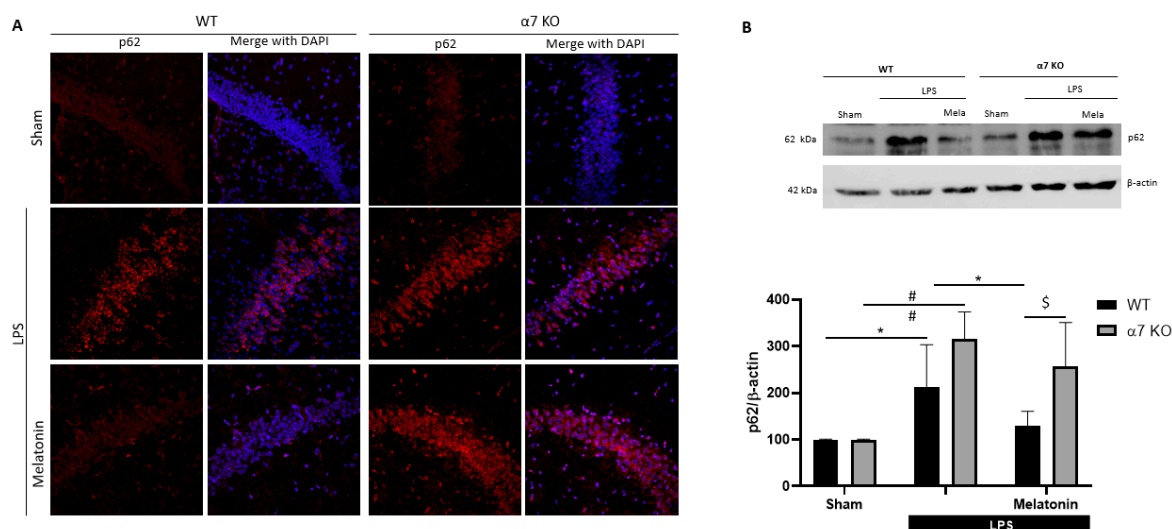 A
WT
α7 KO
p62
Merge with DAPI
p62
Merge with DAPI
Sham
LPS
Melatonin
B
WT
α7 KO
LPS
LPS
Sham
Mela
Sham
Mela
62 kDa
p62
42 kDa
β-actin
*
#
#
*
$
WT
α7 KO
p62/β-actin
400
300
200
100
0
Sham
Melatonin
LPS